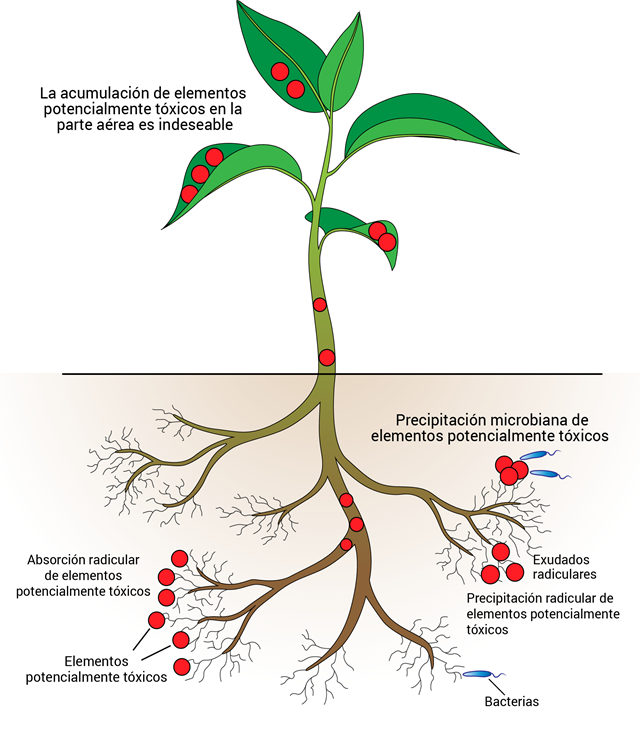 La acumulación de elementos
potencialmente tóxicos en la
parte aérea es indeseable
Precipitación microbiana de
elementos potencialmente tóxicos
Absorción radicular
de elementos
potencialmente tóxicos
Exudados
radiculares
Precipitación radicular de
elementos potencialmente
tóxicos
Elementos
potencialmente tóxicos
Bacterias